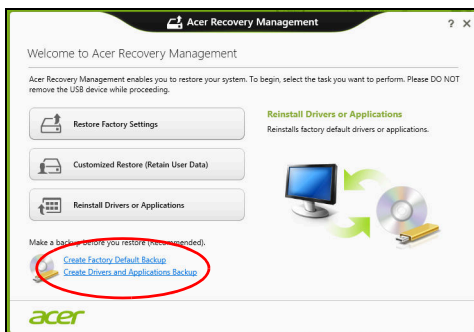 Acer Recovery Management
? X
Welcome to Acer Recovery Management
Acer Recovery Management enables you to restore your system. To begin, select the task you want to perform. Please DO NOT
remove the USB device while proceeding.
Restore Factory Settings
Customized Restore (Retain User Data)
Reinstall Drivers or Applications
Reinstall Drivers or Applications
Reinstalls factory default drivers or applications.
Make a backup before you restore (Recommended).
Create Factory Default Backup
Create Drivers and Applications Backup
acer